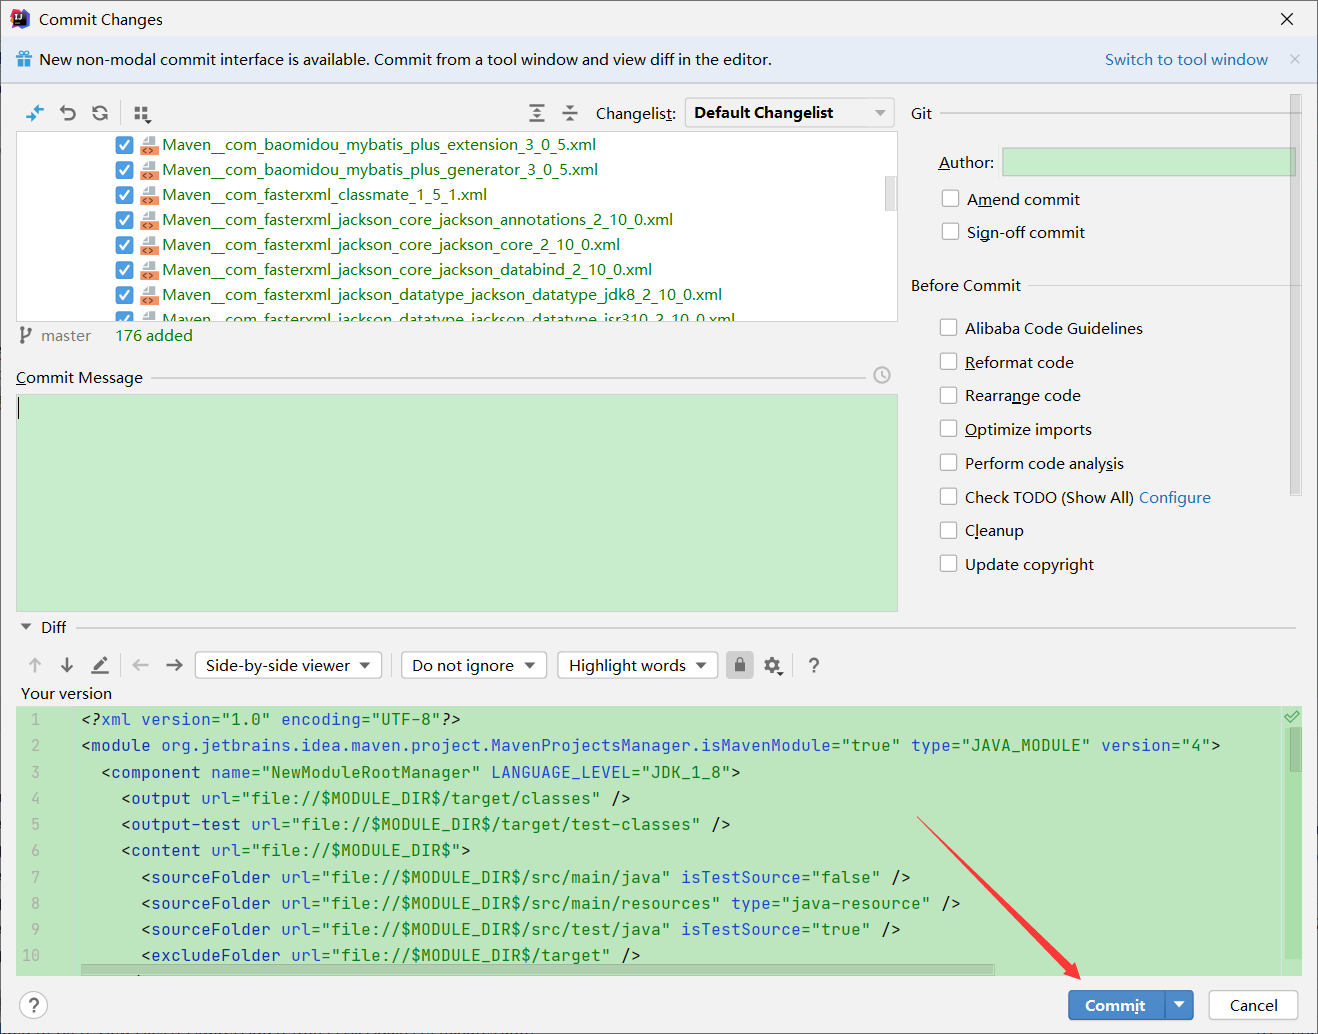 Commit Changes
New non-modal commit interface is available. Commit from a tool window and view diff in the editor.
Switch to tool window
Changelist:
Default Changelist
Maven__com_baomidou_mybatis_plus_extension_3_0_5.xml
Maven__com_baomidou_mybatis_plus_generator_3_0_5.xml
Maven__com_fasterxml_classmate_1_5_1.xml
Maven__com_fasterxml_jackson_core_jackson_annotations_2_10_0.xml
Maven__com_fasterxml_jackson_core_jackson_core_2_10_0.xml
Maven__com_fasterxml_jackson_core_jackson_databind_2_10_0.xml
Maven__com_fasterxml_jackson_datatype_jackson_datatype_jdk8_2_10_0.xml
Maven__com_fasterxml_jackson_datatype_jackson_datatype_jsr310_2_10_0.xml
master 176 added
Commit Message
Git
Author:
Amend commit
Sign-off commit
Before Commit
Alibaba Code Guidelines
Reformat code
Rearrange code
Optimize imports
Perform code analysis
Check TODO (Show All) Configure
Cleanup
Update copyright
Diff
Side-by-side viewer
Do not ignore
Highlight words
?
Your version
1 <?xml version="1.0" encoding="UTF-8"?>
2 <module org.jetbrains.idea.maven.project.MavenProjectsManager.isMavenModule="true" type="JAVA_MODULE" version="4">
3 <component name="NewModuleRootManager" LANGUAGE_LEVEL="JDK_1_8">
4 <output url="file://$MODULE_DIR$/target/classes" />
5 <output-test url="file://$MODULE_DIR$/target/test-classes" />
6 <content url="file://$MODULE_DIR$">
7 <sourceFolder url="file://$MODULE_DIR$/src/main/java" isTestSource="false" />
8 <sourceFolder url="file://$MODULE_DIR$/src/main/resources" type="java-resource" />
9 <sourceFolder url="file://$MODULE_DIR$/src/test/java" isTestSource="true" />
10 <excludeFolder url="file://$MODULE_DIR$/target" />
?
Commit
Cancel